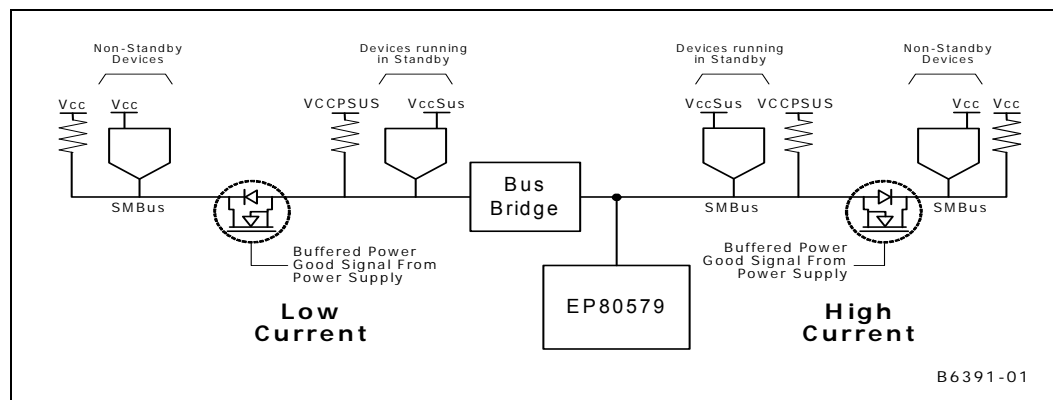 Non-Standby
Devices
Devices running
in Standby
Devices running
in Standby
Non-Standby
Devices
Vcc
Vcc
VCCPSUS
VccSus
VccSus
VCCPSUS
Vcc
Vcc
Bus
Bridge
SMBus
SMBus
SMBus
Buffered Power
Good Signal From
Power Supply
Low
Current
EP80579
Buffered Power
Good Signal From
Power Supply
High
Current
B6391-01